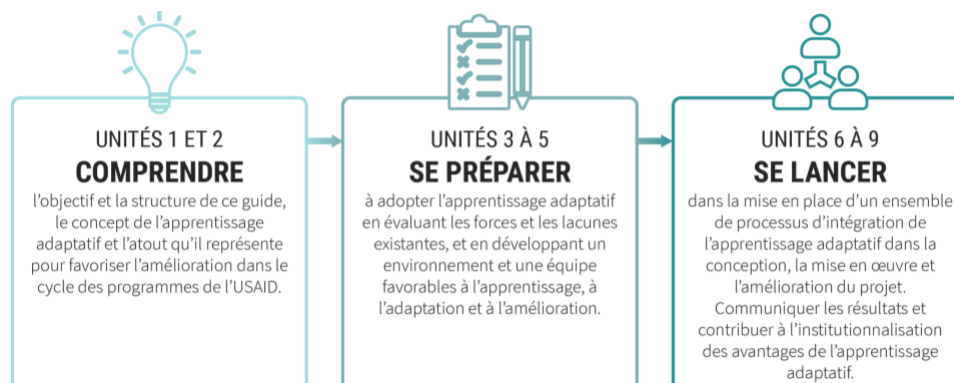 UNITÉS 1 ET 2
COMPRENDRE
l’objectif et la structure de ce guide,
le concept de l’apprentissage
adaptatif et l’atout qu’il représente
pour favoriser l’amélioration dans le
cycle des programmes de l’USAID.
UNITÉS 3 À 5
SE PRÉPARER
à adopter l’apprentissage adaptatif
en évaluant les forces et les lacunes
existantes, et en développant un
environnement et une équipe
favorables à l’apprentissage, à
l’adaptation et à l’amélioration.
UNITÉS 6 À 9
SE LANCER
dans la mise en place d’un ensemble
de processus d’intégration de
l’apprentissage adaptatif dans la
conception, la mise en œuvre et
l’amélioration du projet.
Communiquer les résultats et
contribuer à l’institutionnalisation
des avantages de l’apprentissage
adaptatif.